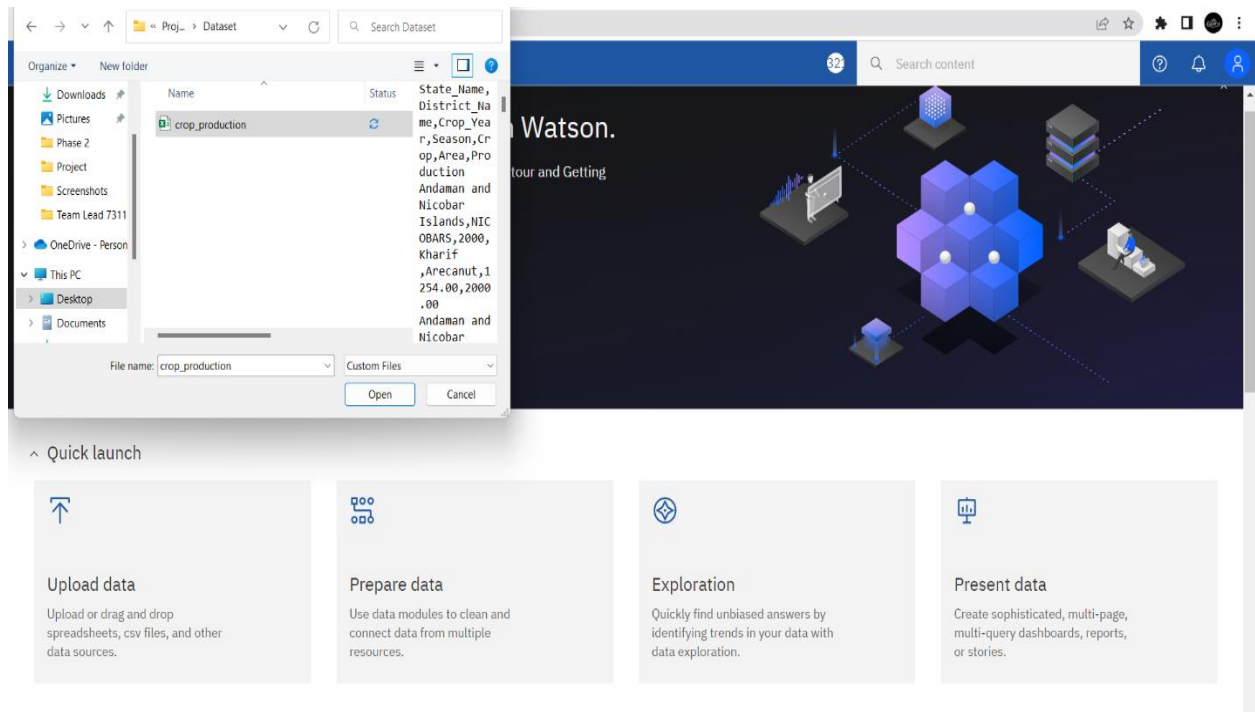 « Proj... › Dataset
Search Dataset
Organize
New folder
Downloads
Pictures
Phase 2
Project
Screenshots
Team Lead 7311
OneDrive - Person
This PC
Desktop
Documents
Name
Status
crop_production
State_Name,
District_Na
me,Crop_Yea
r,Season,Cr
op,Area,Pro
duction
Andaman and
Nicobar
Islands,NIC
OBARS,2000,
Kharif
,Arecanut,1
254.00,2000
.00
Andaman and
Nicobar
File name:
crop_production
Custom Files
Open
Cancel
Search content
Watson.
tour and Getting
Quick launch
Upload data
Upload or drag and drop
spreadsheets, csv files, and other
data sources.
Prepare data
Use data modules to clean and
connect data from multiple
resources.
Exploration
Quickly find unbiased answers by
identifying trends in your data with
data exploration.
Present data
Create sophisticated, multi-page,
multi-query dashboards, reports,
or stories.